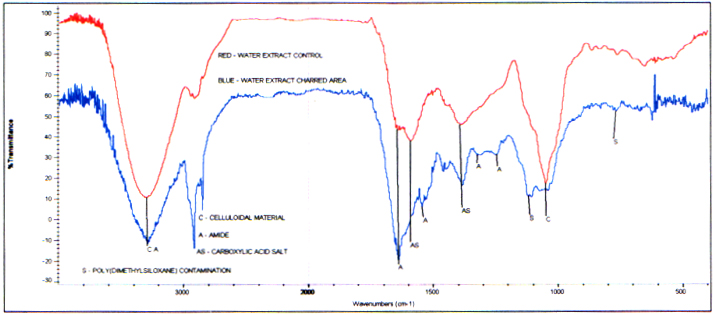 100
90
80
70
60
50
40
30
20
10
0
-10
-20
-30
%Transmittance
RED - WATER EXTRACT CONTROL
BLUE - WATER EXTRACT CHARRED AREA
C - CELLULOIDAL MATERIAL
A - AMIDE
AS - CARBOXYLIC ACID SALT
S - POLY(DIMETHYLSILOXANE) CONTAMINATION
C A
A
AS
A
AS
A
A
S
C
S
3000 2000 1500 1000 500
Wavenumbers (cm-1)